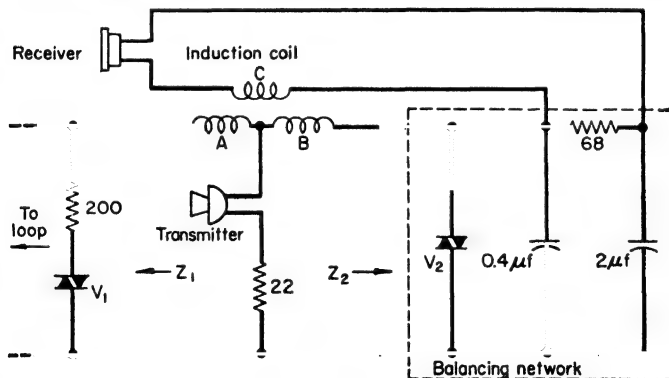 Receiver
Induction coil
C
A
B
68
200
To
loop
Transmitter
Z₁
Z₂
V₁
22
V₂
0.4μf
2μf
Balancing network